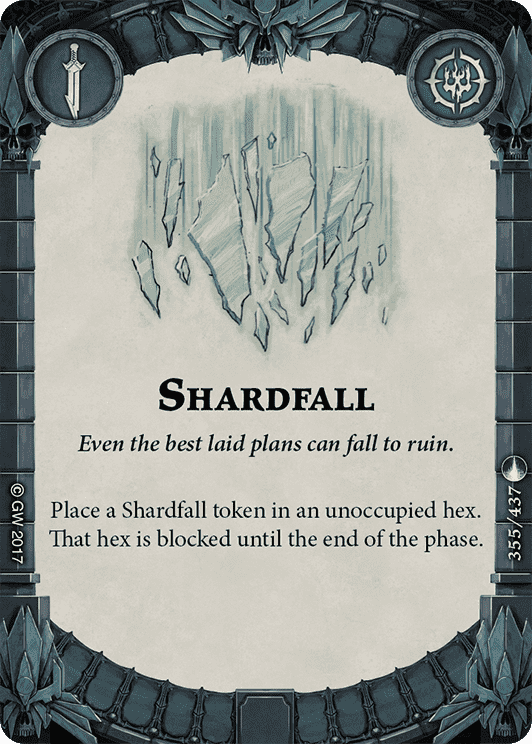 Shardfall
Even the best laid plans can fall to ruin.
Place a Shardfall token in an unoccupied hex.
That hex is blocked until the end of the phase.
© GW 2017
355/437